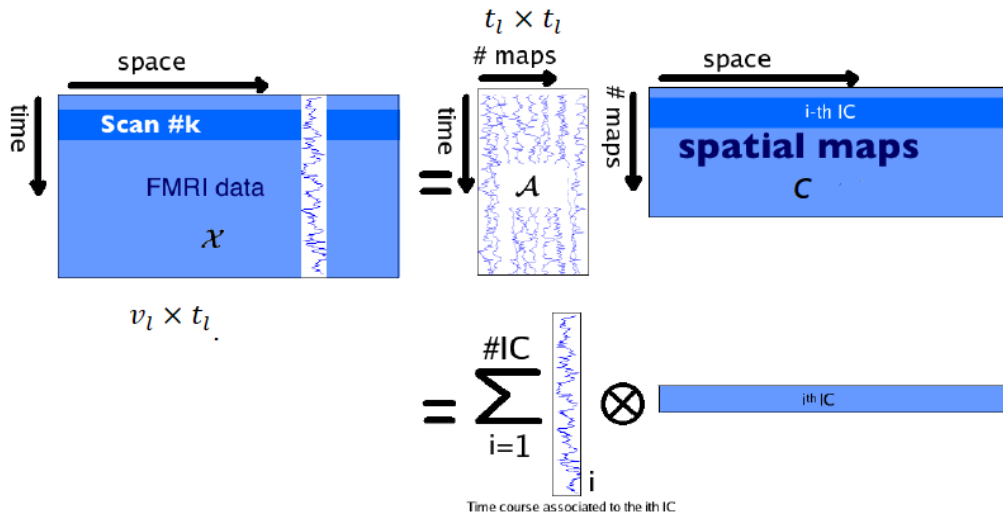 t_l × t_l
space
# maps
space
time
Scan #k
FMRI data
𝒳
=
time
𝒜
# maps
i-th IC
spatial maps
C
v_l × t_l .
= #IC ∑ i=1 i ⊗ ith IC
Time course associated to the ith IC